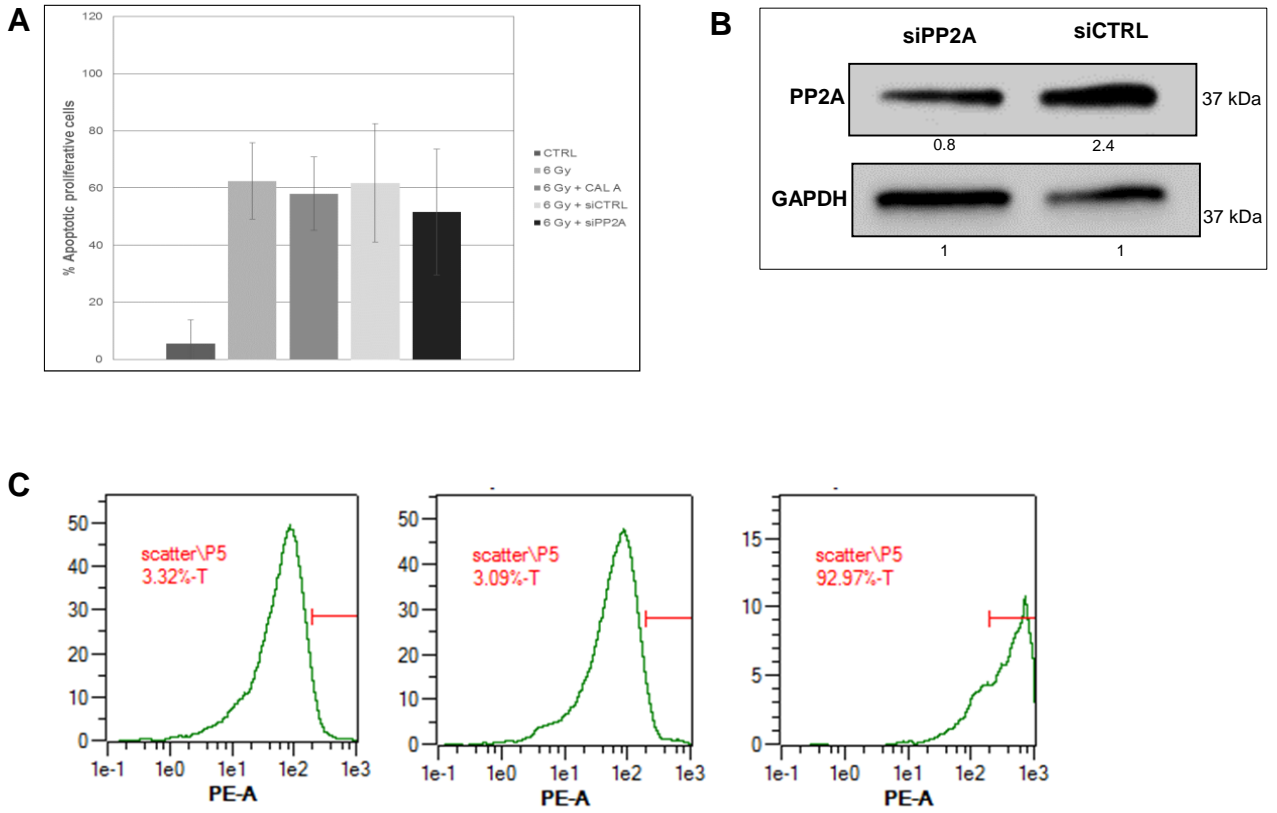 A
120
100
80
60
40
20
0
% Apoptotic proliferative cells
CTRL
6 Gy
6 Gy + CAL A
6 Gy + siCTRL
6 Gy + siPP2A
B
siPP2A siCTRL
PP2A 37 kDa
0.8 2.4
GAPDH 37 kDa
1 1
C
50
40
30
20
10
0
scatter\P5
3.32%-T
1e-1 1e0 1e1 1e2 1e3
PE-A
50
40
30
20
10
0
scatter\P5
3.09%-T
1e-1 1e0 1e1 1e2 1e3
PE-A
15
10
5
0
scatter\P5
92.97%-T
1e-1 1e0 1e1 1e2 1e3
PE-A